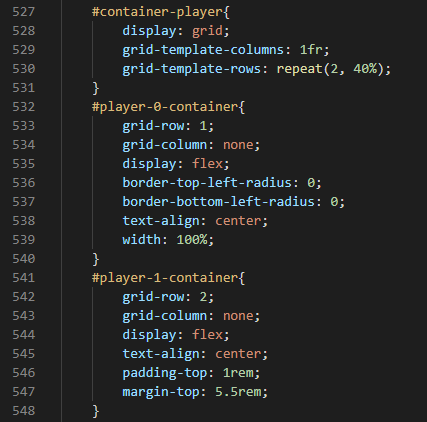 527 #container-player{
528 display: grid;
529 grid-template-columns: 1fr;
530 grid-template-rows: repeat(2, 40%);
531 }
532 #player-0-container{
533 grid-row: 1;
534 grid-column: none;
535 display: flex;
536 border-top-left-radius: 0;
537 border-bottom-left-radius: 0;
538 text-align: center;
539 width: 100%;
540 }
541 #player-1-container{
542 grid-row: 2;
543 grid-column: none;
544 display: flex;
545 text-align: center;
546 padding-top: 1rem;
547 margin-top: 5.5rem;
548 }